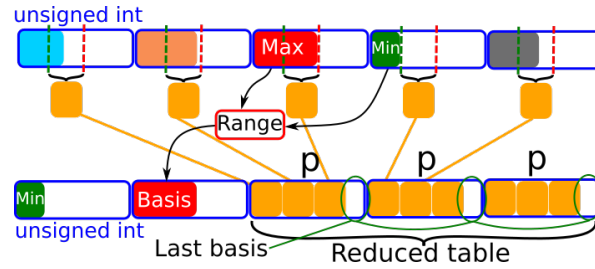 unsigned int
Max
Min
Range
p
p
p
Min
Basis
unsigned int
Last basis
Reduced table